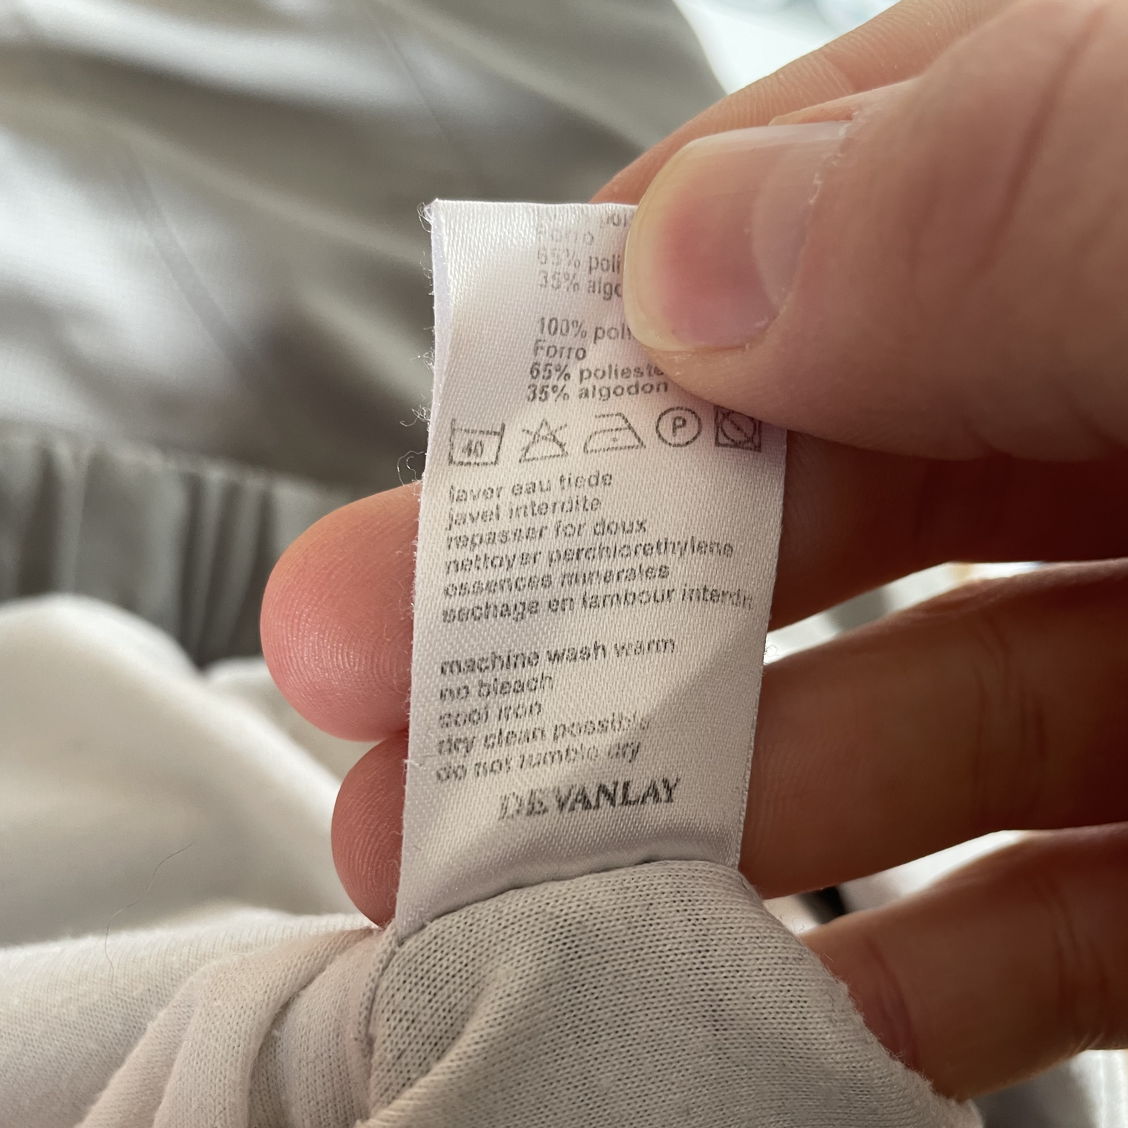 Forro
65% poli
35% algo
100% poli
Forro
65% polieste
35% algodon
40 P
laver eau tiede
javel interdite
repasser fer doux
nettoyer perchlorethylene
essences minerales
sechage en tambour interdit
machine wash warm
no bleach
cool iron
dry clean possible
do not tumble dry
DEVANLAY